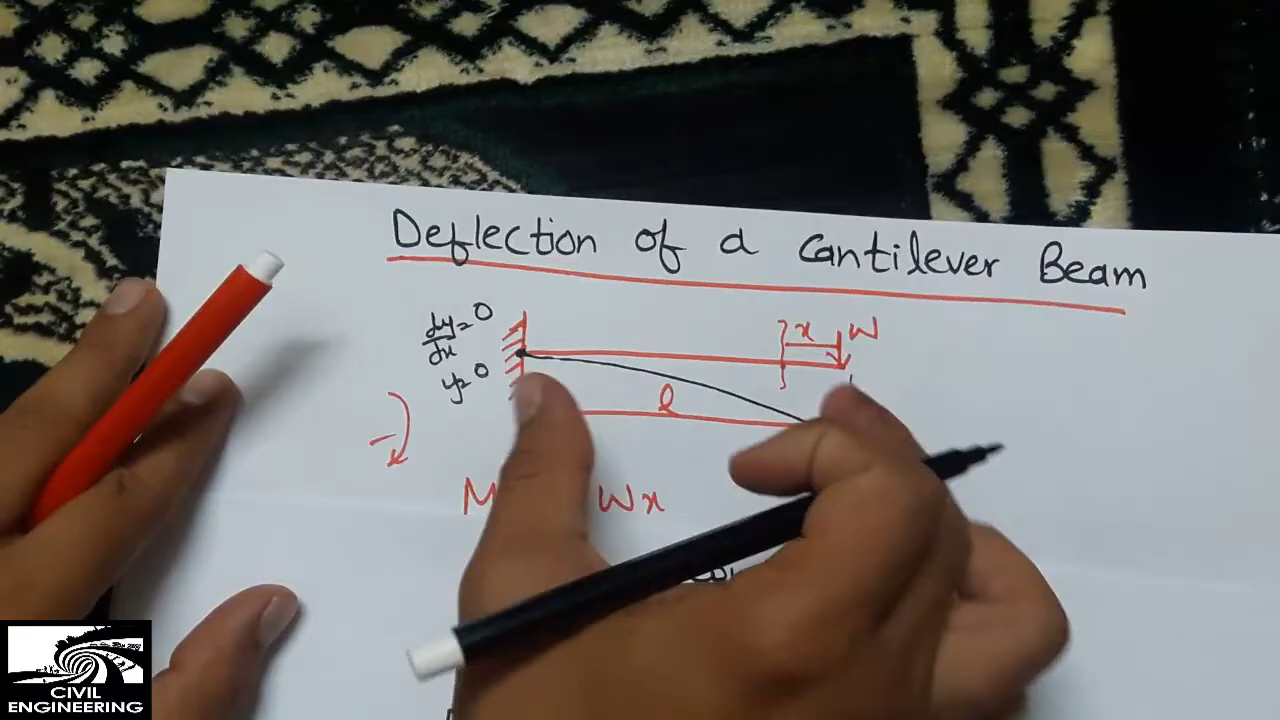 Deflection of a Cantilever Beam
dy/dx=0
y=0
x
W
l
M
Wx
CIVIL
ENGINEERING